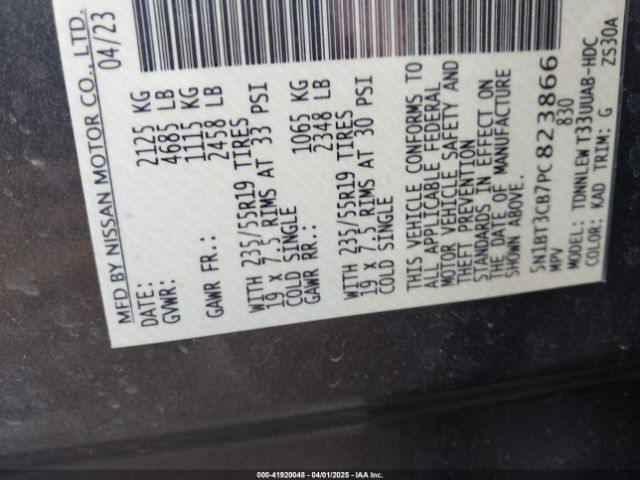 MFD BY NISSAN MOTOR CO., LTD.
DATE: 04/23
GVWR: 2125 KG
4685 LB
GAWR FR.: 1115 KG
2458 LB
WITH 235/55R19 TIRES
19 x 7.5 RIMS AT 33 PSI
COLD SINGLE
GAWR RR.: 1065 KG
2348 LB
WITH 235/55R19 TIRES
19 x 7.5 RIMS AT 30 PSI
COLD SINGLE
THIS VEHICLE CONFORMS TO
ALL APPLICABLE FEDERAL
MOTOR VEHICLE SAFETY AND
THEFT PREVENTION
STANDARDS IN EFFECT ON
THE DATE OF MANUFACTURE
SHOWN ABOVE.
5N1BT3CB7PC 823866
MPV 830
MODEL: TDNNLEW T33UUAB-HDC
COLOR: KAD TRIM: G ZS30A
000-41920048 04/01/2025 IAA Inc.